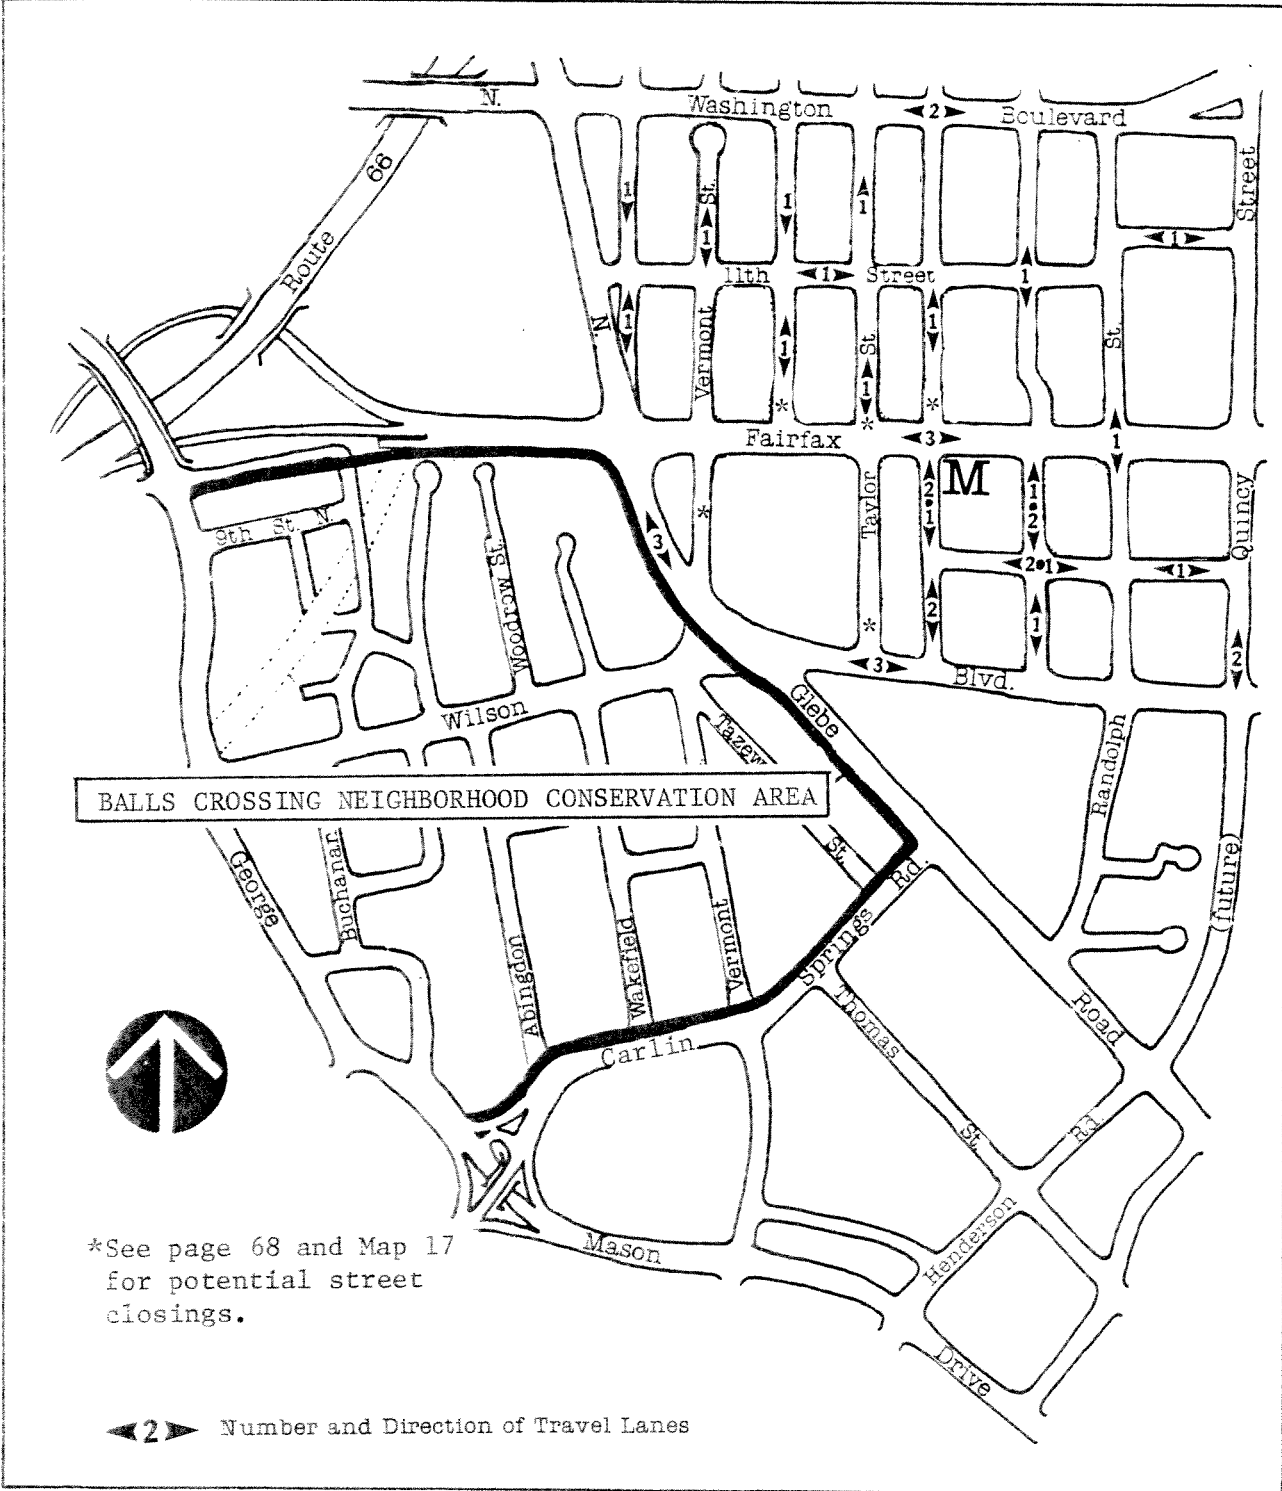 N. Washington Boulevard
2
Route 66
Street
1
St.
1
1
1
1
11th Street
1
1
N.
1
Vermont
1
St
1
1
*
*
*
St.
1
Fairfax
3
M
2•1
1•2
Taylor
Quincy
*
3
2•1
1
9th St. N.
Woodrow St.
2
1
*
2
3
Blvd.
Wilson
Glebe
Tazew
Randolph
BALLS CROSSING NEIGHBORHOOD CONSERVATION AREA
St.
Rd.
George
Buchanan
(future)
Abingdon
Wakefield
Vermont
Springs
Thomas
Road
Carlin
St.
Rd.
Henderson
Mason
Drive
*See page 68 and Map 17
for potential street
closings.
2 Number and Direction of Travel Lanes